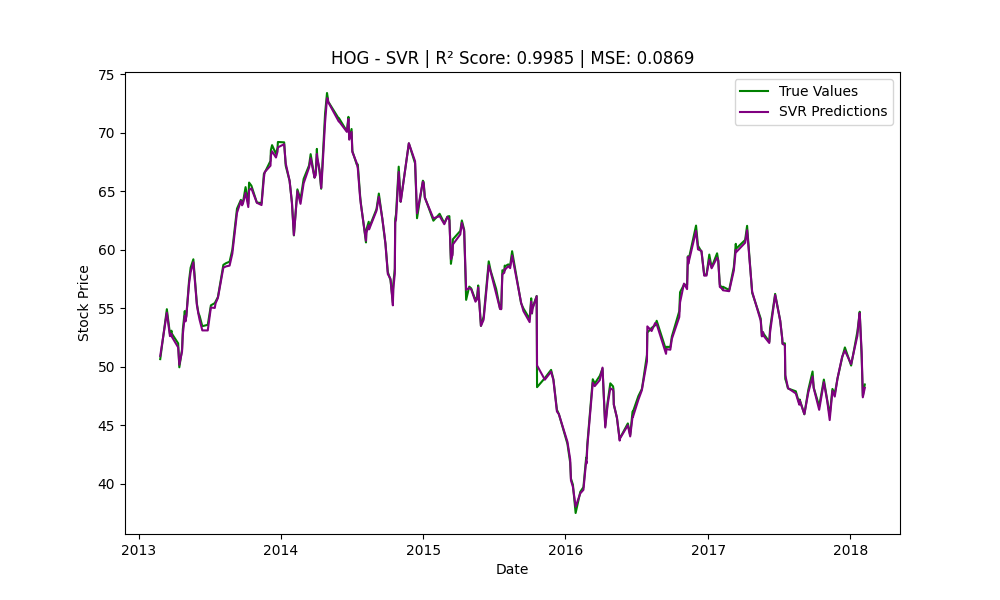 HOG - SVR | R² Score: 0.9985 | MSE: 0.0869
True Values
SVR Predictions
75
70
65
60
55
50
45
40
Stock Price
2013 2014 2015 2016 2017 2018
Date